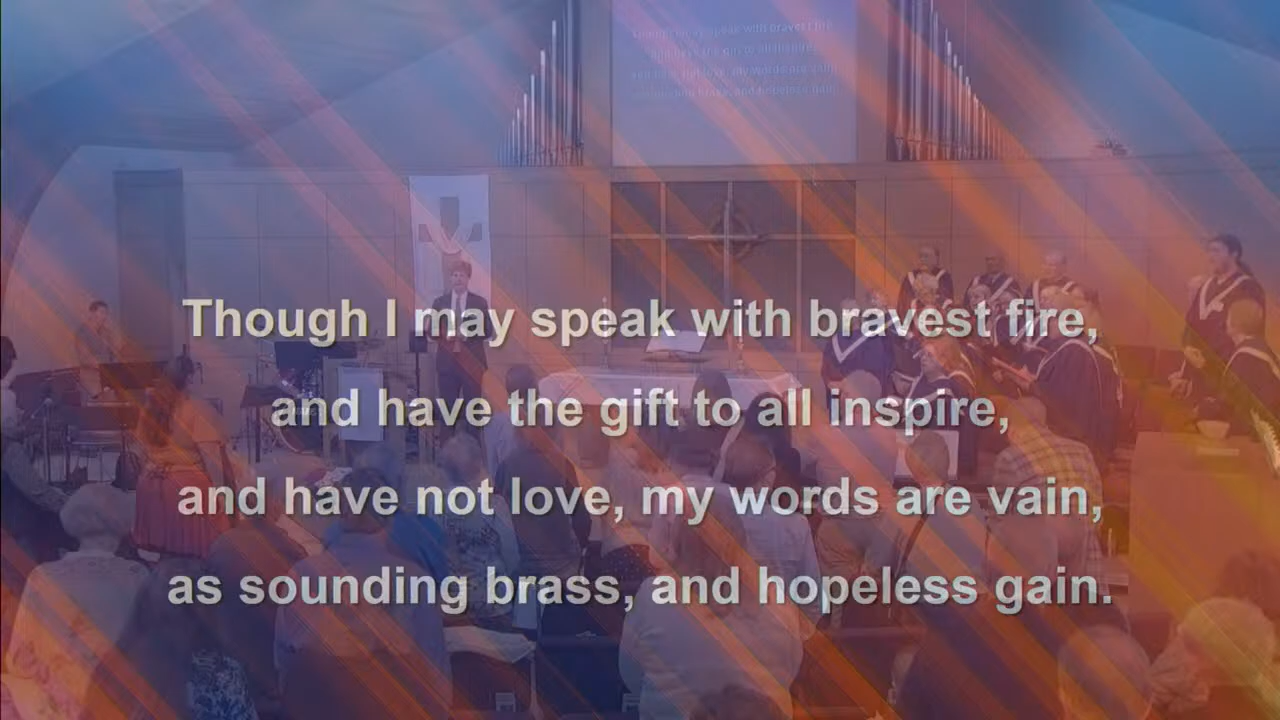 Though I may speak with bravest fire,
and have the gift to all inspire,
and have not love, my words are vain,
as sounding brass, and hopeless gain.